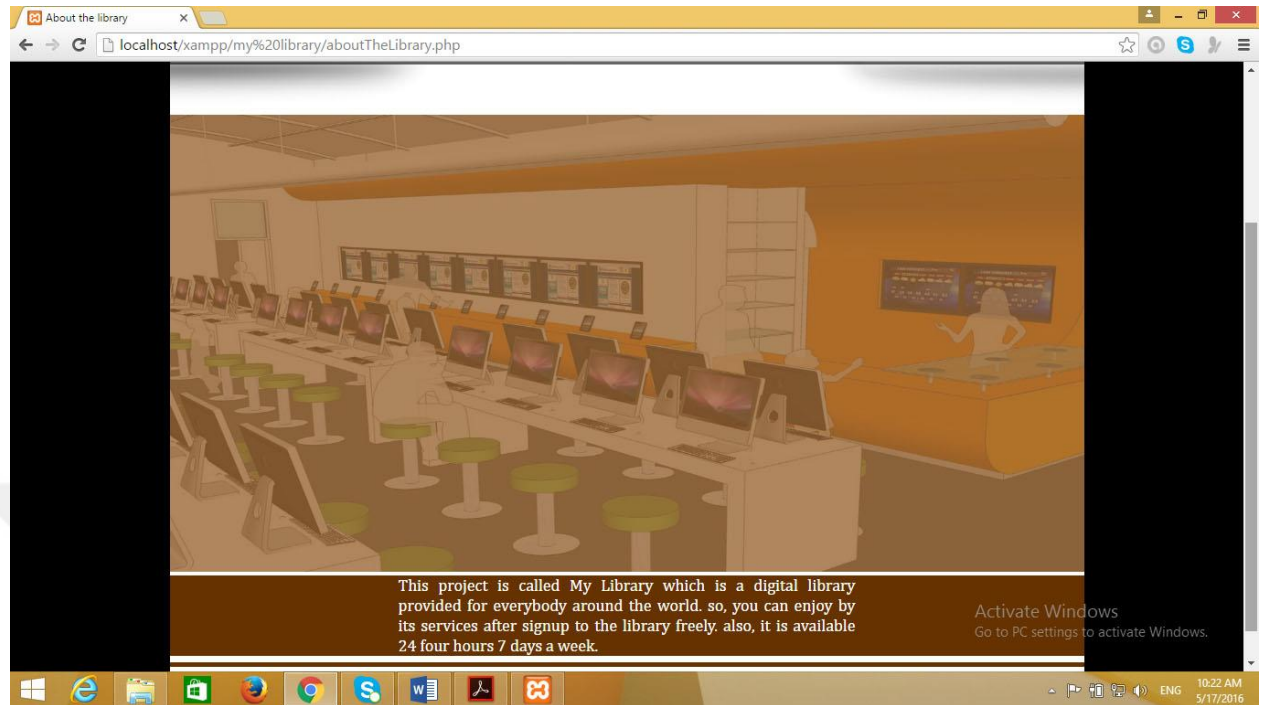 About the library
localhost/xampp/my%20library/aboutTheLibrary.php
This project is called My Library which is a digital library
provided for everybody around the world. so, you can enjoy by
its services after signup to the library freely. also, it is available
24 four hours 7 days a week.
Activate Windows
Go to PC settings to activate Windows.
ENG
10:22 AM
5/17/2016